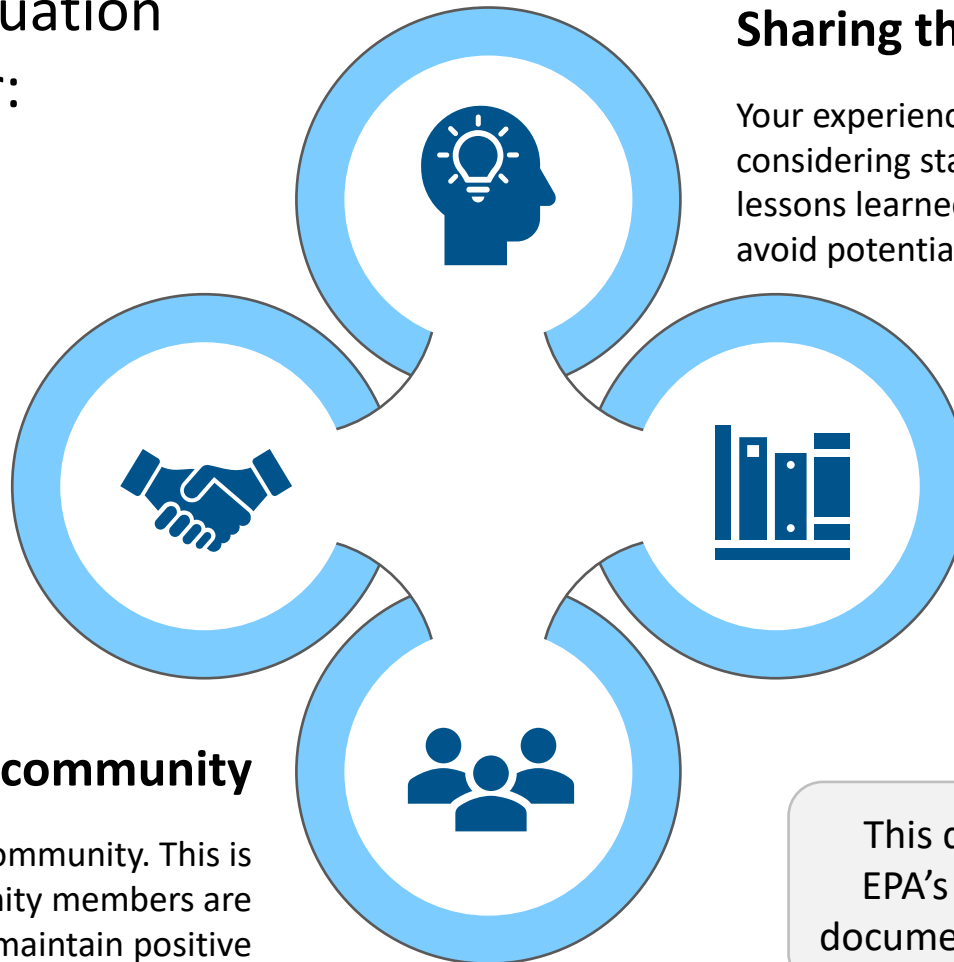 uation
r:
Sharing th
Your experienc
considering sta
lessons learned
avoid potentia
community
ommunity. This is
nity members are
maintain positive
This d
EPA's
docume